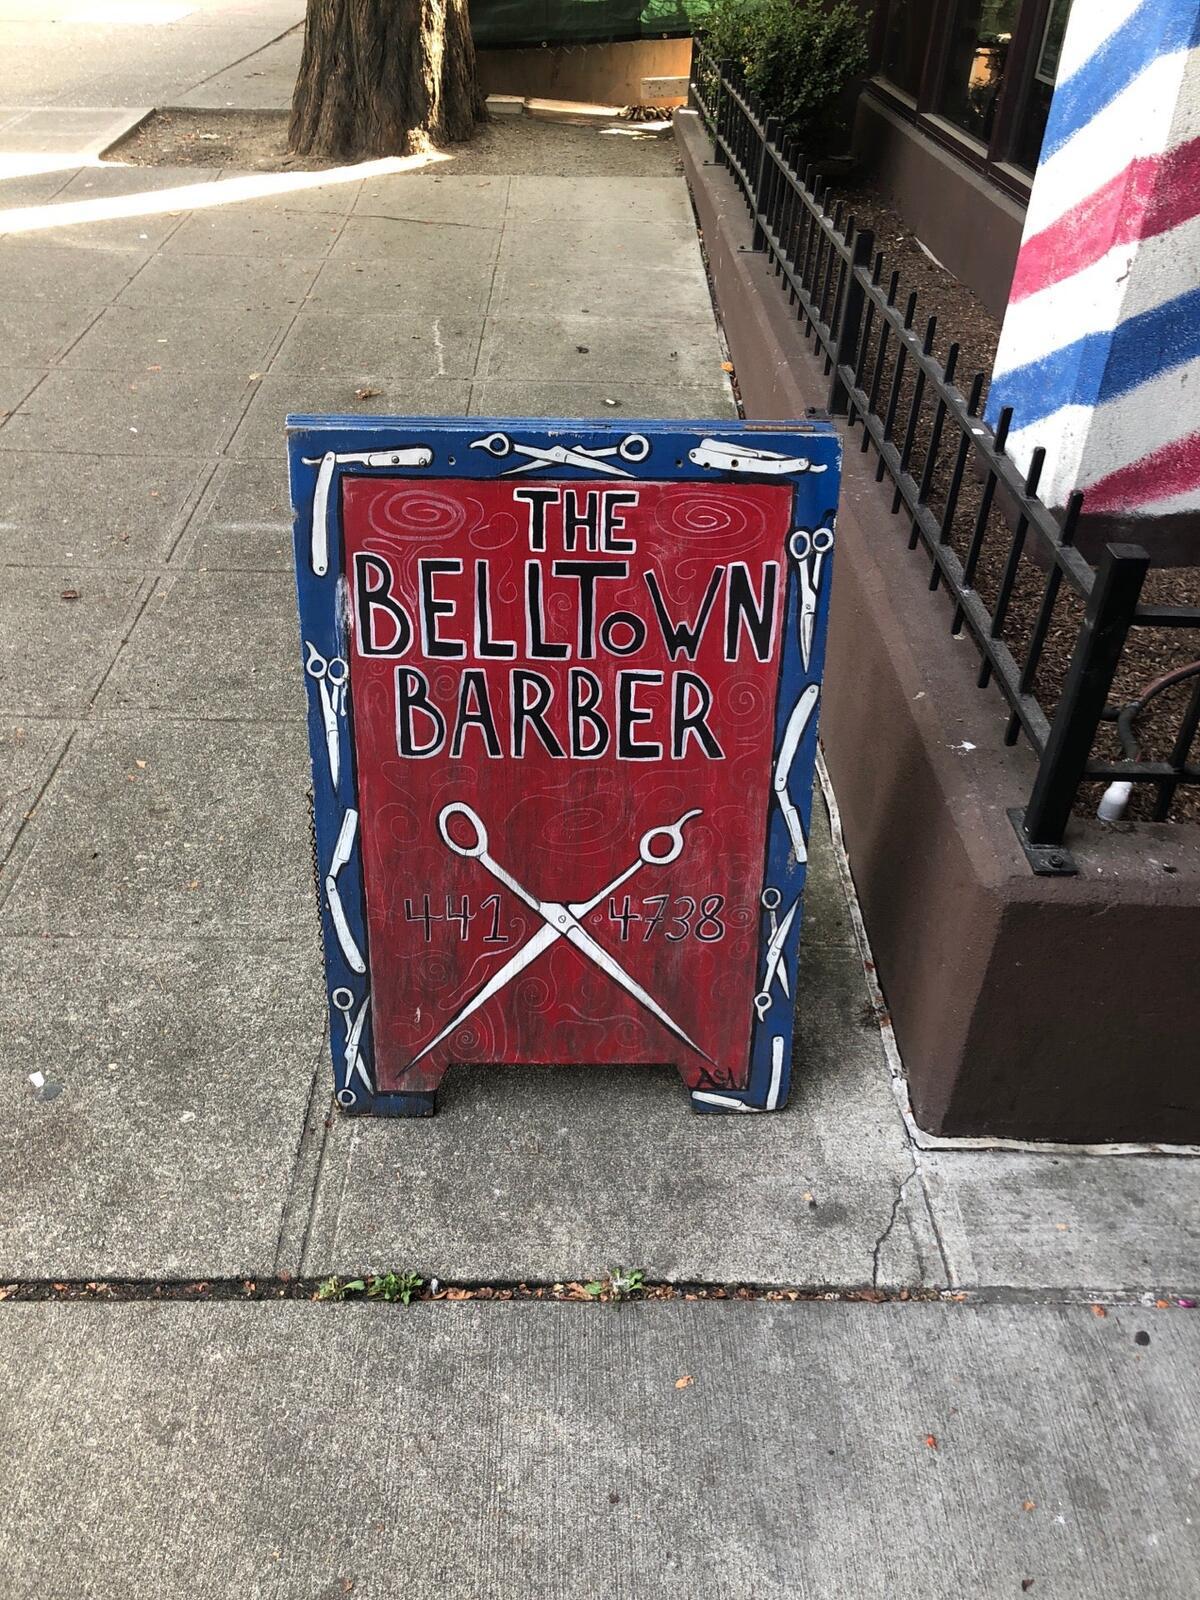 THE
BELLToWN
BARBER
441 4738